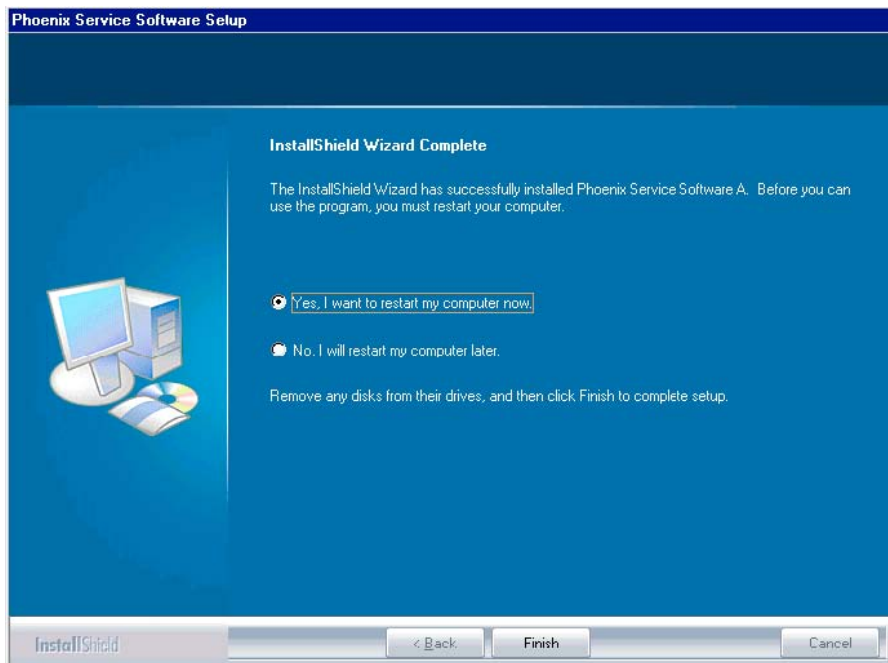 Phoenix Service Software Setup
InstallShield Wizard Complete
The InstallShield Wizard has successfully installed Phoenix Service Software A. Before you can
use the program, you must restart your computer.
Yes, I want to restart my computer now.
No, I will restart my computer later.
Remove any disks from their drives, and then click Finish to complete setup.
InstallShield
< Back
Finish
Cancel